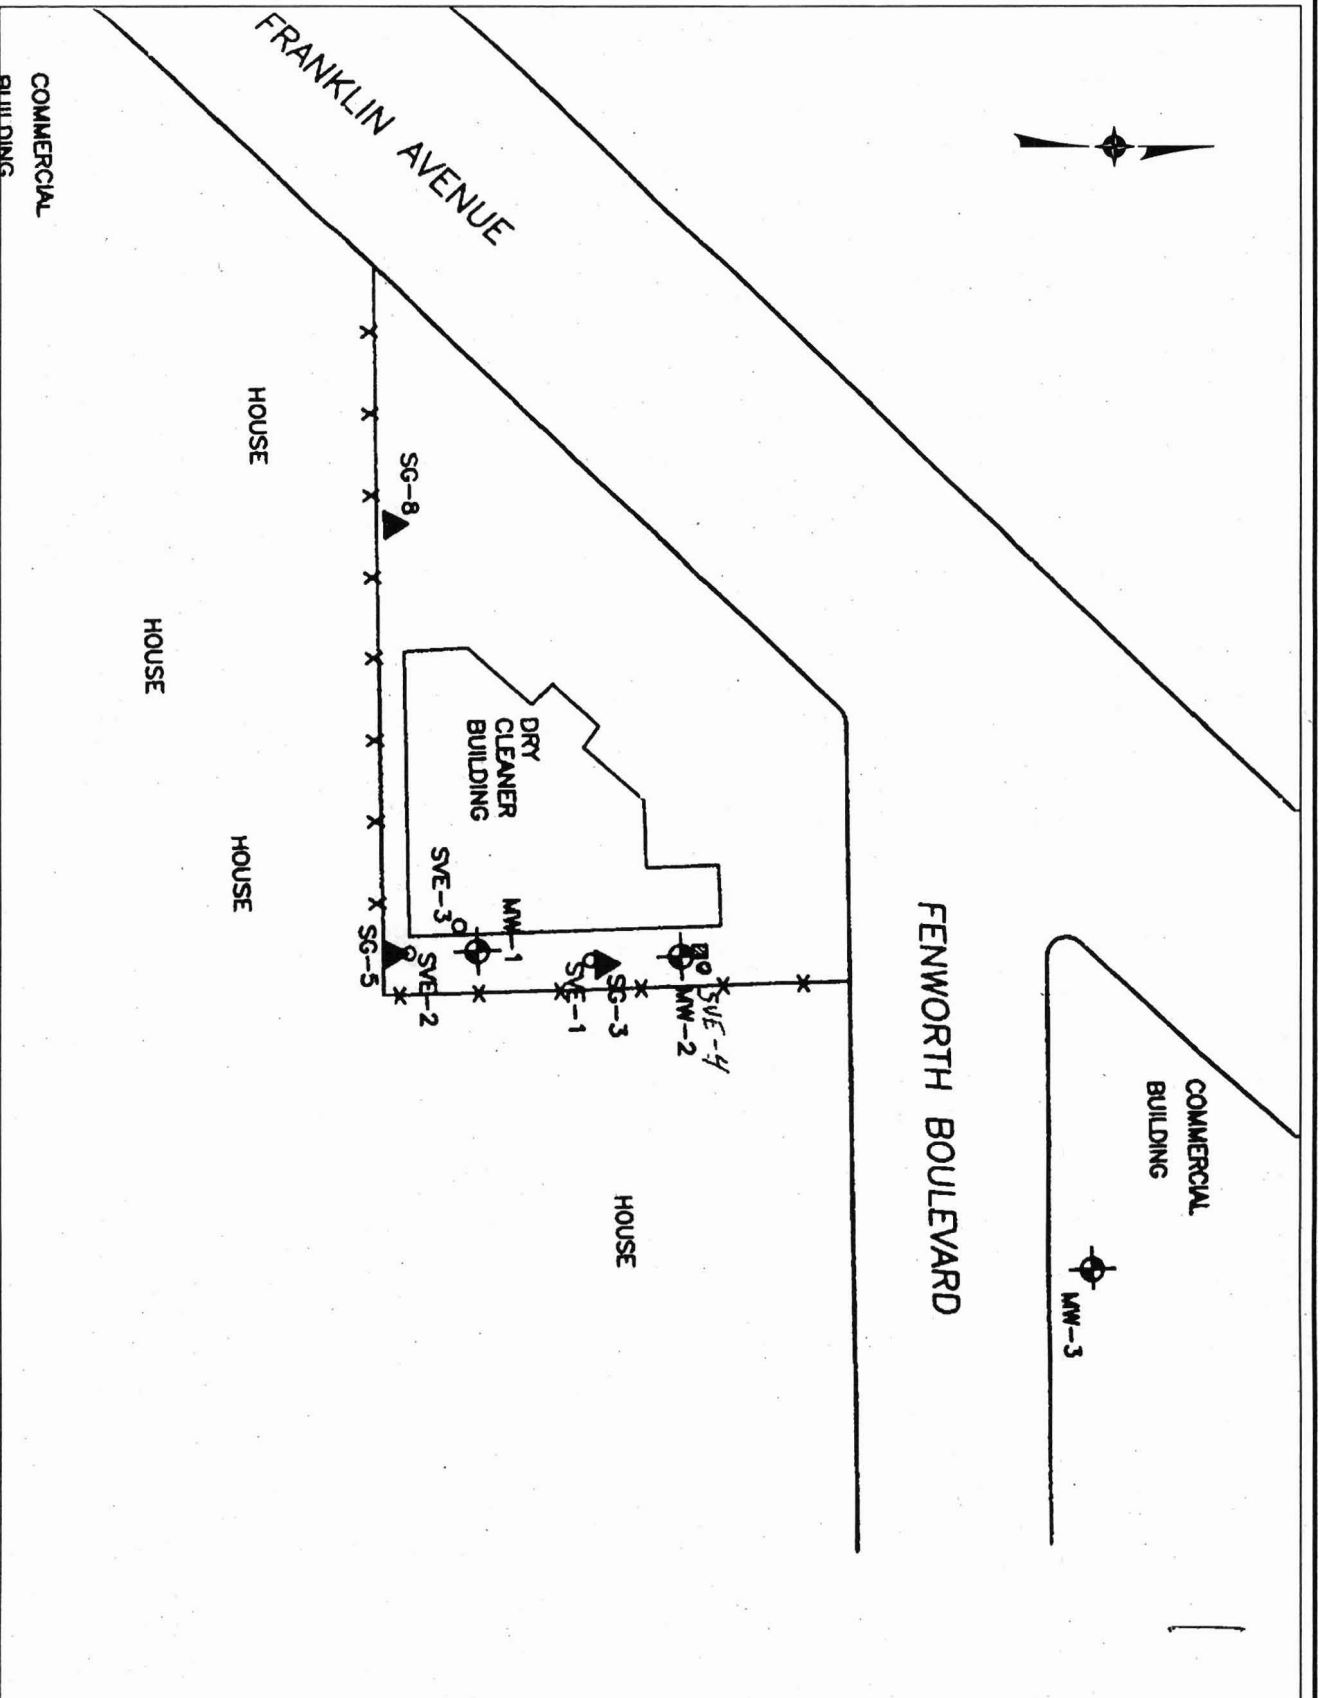 COMMERCIAL
BUILDING
MW-3
FENWORTH BOULEVARD
FRANKLIN AVENUE
SVE-4
MW-2
SG-3
SVE-1
HOUSE
DRY
CLEANER
BUILDING
MW-1
SVE-3
SVE-2
SG-5
SG-8
HOUSE
HOUSE
HOUSE
COMMERCIAL
BUILDING